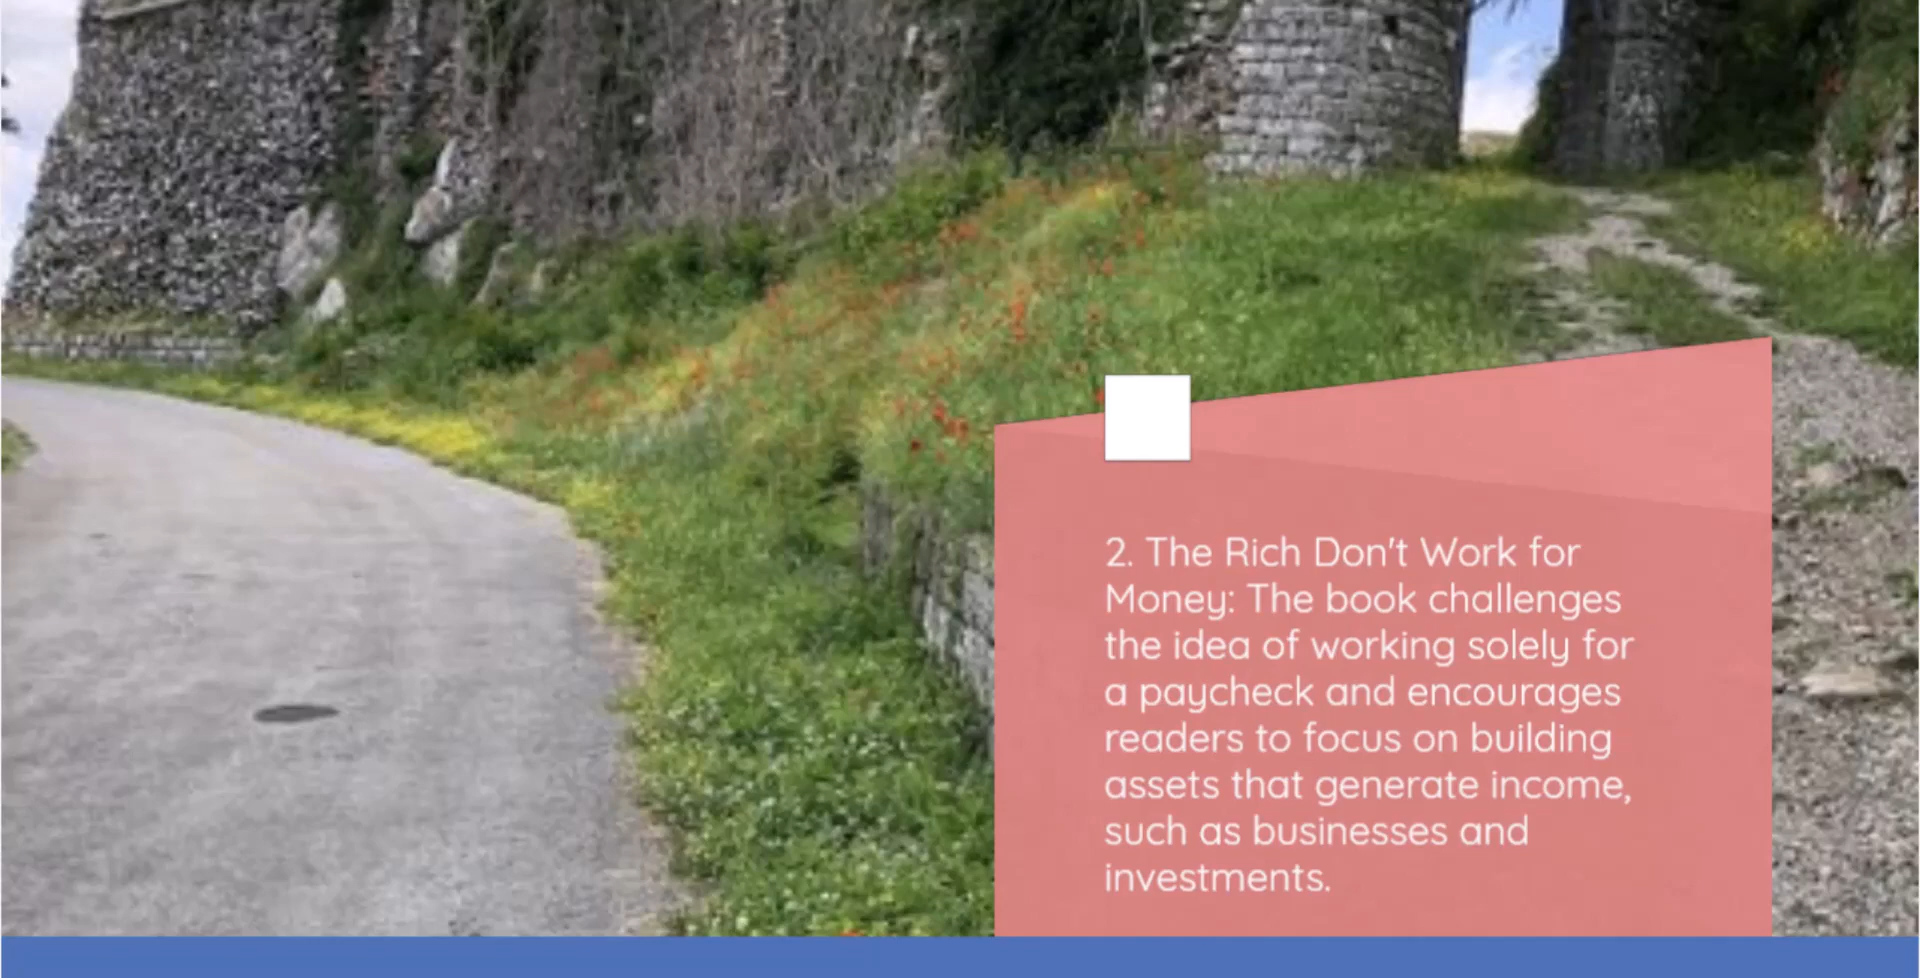 2. The Rich Don't Work for
Money: The book challenges
the idea of working solely for
a paycheck and encourages
readers to focus on building
assets that generate income,
such as businesses and
investments.